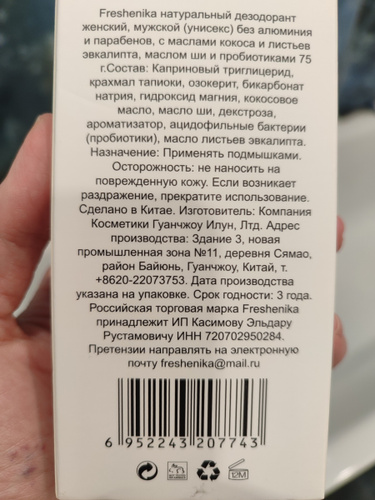 Freshenika натуральный дезодорант
женский, мужской (унисекс) без алюминия
и парабенов, с маслами кокоса и листьев
эвкалипта, маслом ши и пробиотиками 75
г.Состав: Каприновый триглицерид,
крахмал тапиоки, озокерит, бикарбонат
натрия, гидроксид магния, кокосовое
масло, масло ши, декстроза,
ароматизатор, ацидофильные бактерии
(пробиотики), масло листьев эвкалипта.
Назначение: Применять подмышками.
Осторожность: не наносить на
поврежденную кожу. Если возникает
раздражение, прекратите использование.
Сделано в Китае. Изготовитель: Компания
Косметики Гуанчжоу Илун, Лтд. Адрес
производства: Здание 3, новая
промышленная зона №11, деревня Сямао,
район Байюнь, Гуанчжоу, Китай, т.
+8620-22073753. Дата производства
указана на упаковке. Срок годности: 3 года.
Российская торговая марка Freshenika
принадлежит ИП Касимову Эльдару
Рустамовичу ИНН 720702950284.
Претензии направлять на электронную
почту freshenika@mail.ru
6 952243 207743
12M